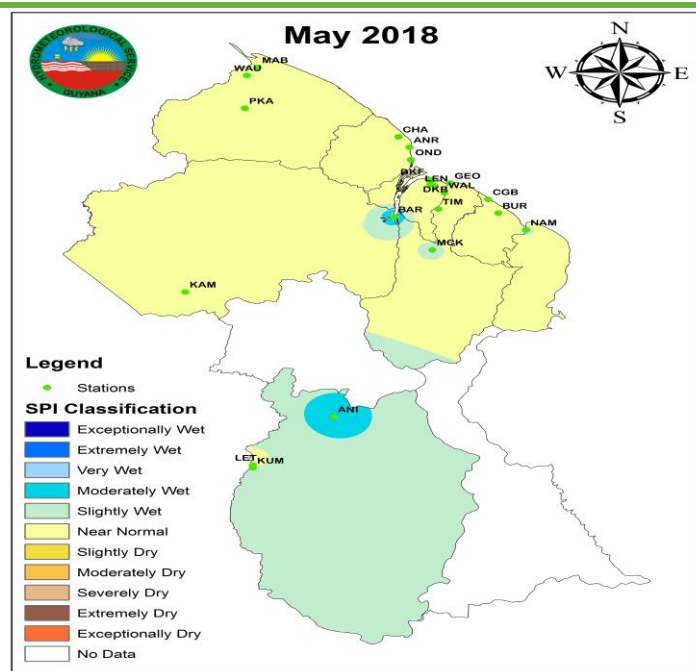 May 2018
HYDROMETEOROLOGICAL SERVICE
GUYANA
N
W E
S
MAB
WAU
PKA
CHA
ANR
OND
DKF
LEN GEO
DKB WAL
TIM
CGB
BUR
BAR
NAM
MCK
KAM
ANI
LET KUM
Legend
Stations
SPI Classification
Exceptionally Wet
Extremely Wet
Very Wet
Moderately Wet
Slightly Wet
Near Normal
Slightly Dry
Moderately Dry
Severely Dry
Extremely Dry
Exceptionally Dry
No Data